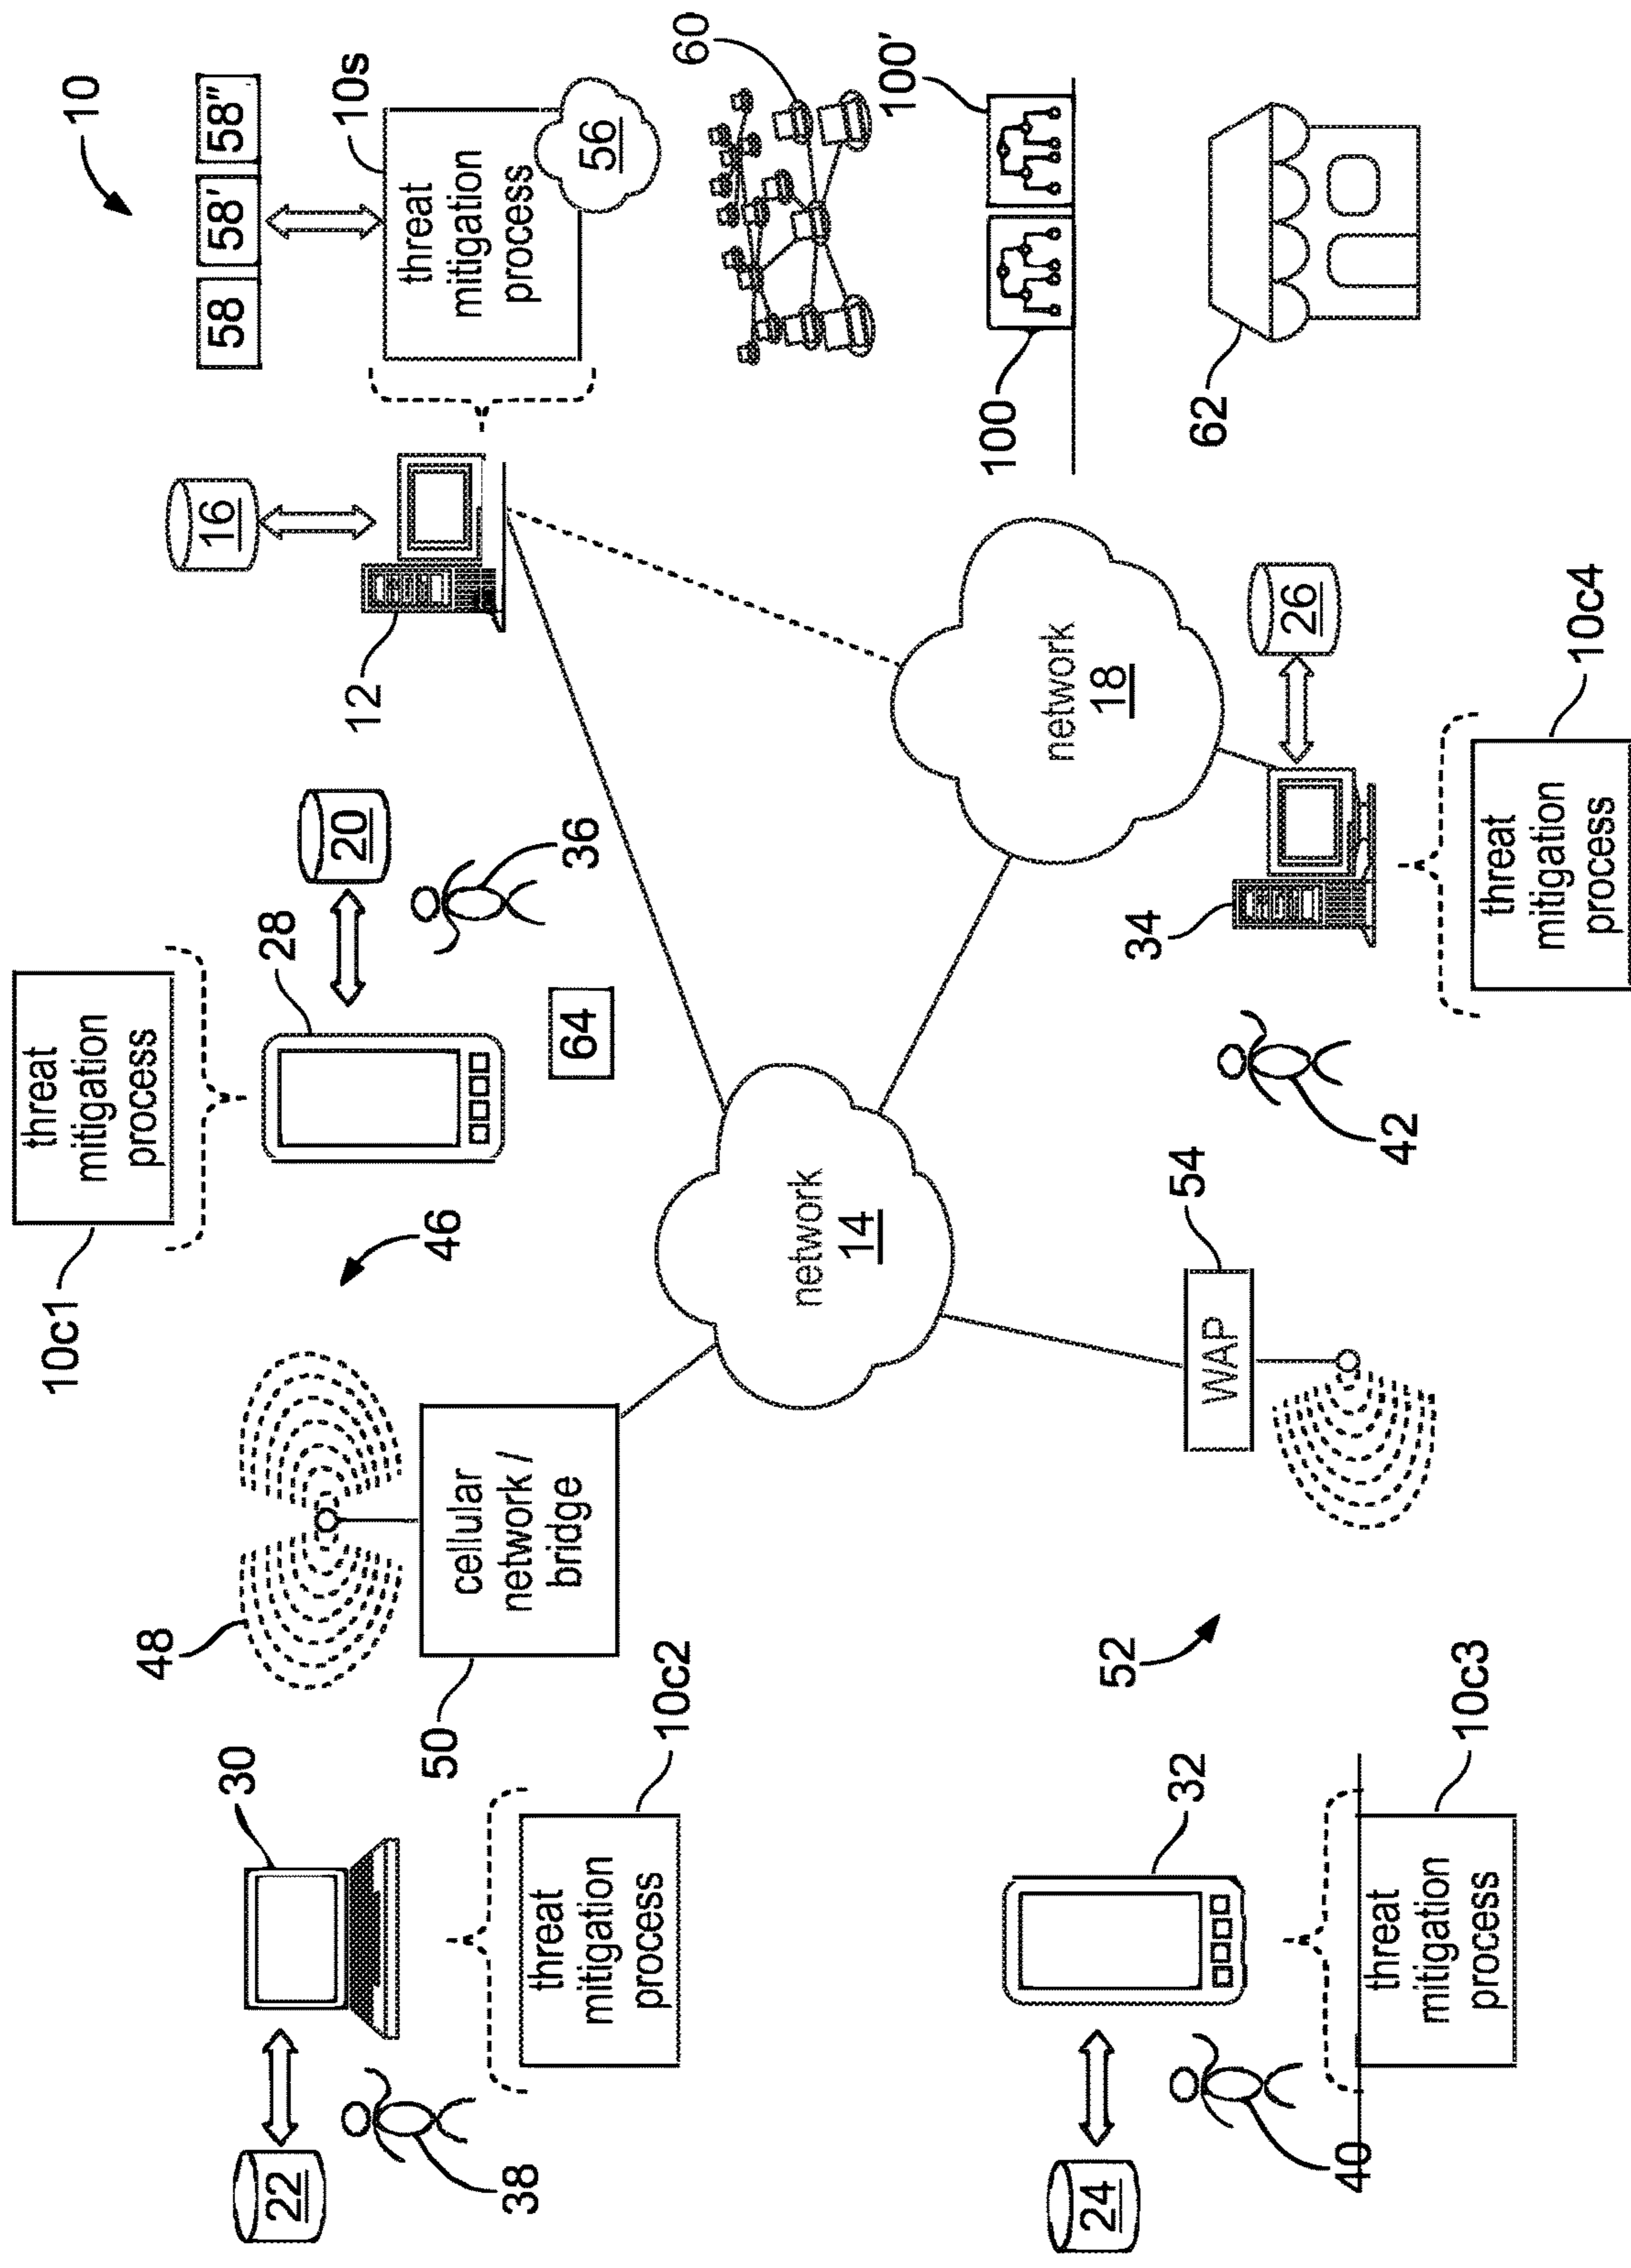 10
58
58'
58"
10s
threat
mitigation
process
56
16
12
60
100
100'
62
10c1
threat
mitigation
process
28
20
36
64
46
48
cellular
network /
bridge
50
network
14
network
18
26
34
threat
mitigation
process
10c4
42
54
WAP
52
30
22
38
threat
mitigation
process
10c2
32
24
40
threat
mitigation
process
10c3